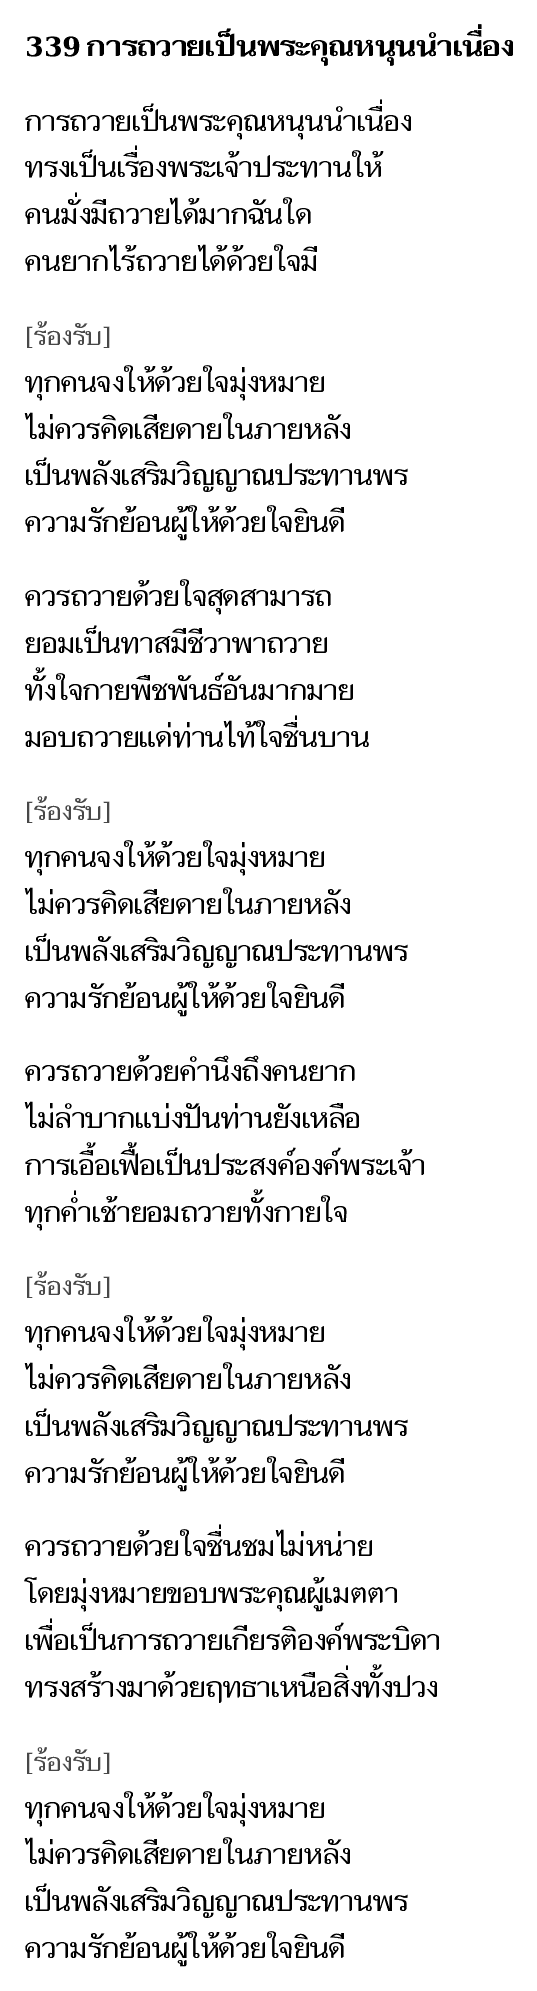 339 การถวายเป็นพระคุณหนุนนำเนื่อง
การถวายเป็นพระคุณหนุนนำเนื่อง
ทรงเป็นเรื่องพระเจ้าประทานให้
คนมั่งมีถวายได้มากฉันใด
คนยากไร้ถวายได้ด้วยใจมี
[ร้องรับ]
ทุกคนจงให้ด้วยใจมุ่งหมาย
ไม่ควรคิดเสียดายในภายหลัง
เป็นพลังเสริมวิญญาณประทานพร
ความรักย้อนผู้ให้ด้วยใจยินดี
ควรถวายด้วยใจสุดสามารถ
ยอมเป็นทาสมีชีวาพาถวาย
ทั้งใจกายพืชพันธ์อันมากมาย
มอบถวายแด่ท่านไท้ใจชื่นบาน
[ร้องรับ]
ทุกคนจงให้ด้วยใจมุ่งหมาย
ไม่ควรคิดเสียดายในภายหลัง
เป็นพลังเสริมวิญญาณประทานพร
ความรักย้อนผู้ให้ด้วยใจยินดี
ควรถวายด้วยคำนึงถึงคนยาก
ไม่ลำบากแบ่งปันท่านยังเหลือ
การเอื้อเฟื้อเป็นประสงค์องค์พระเจ้า
ทุกค่ำเช้ายอมถวายทั้งกายใจ
[ร้องรับ]
ทุกคนจงให้ด้วยใจมุ่งหมาย
ไม่ควรคิดเสียดายในภายหลัง
เป็นพลังเสริมวิญญาณประทานพร
ความรักย้อนผู้ให้ด้วยใจยินดี
ควรถวายด้วยใจชื่นชมไม่หน่าย
โดยมุ่งหมายขอบพระคุณผู้เมตตา
เพื่อเป็นการถวายเกียรติองค์พระบิดา
ทรงสร้างมาด้วยฤทธาเหนือสิ่งทั้งปวง
[ร้องรับ]
ทุกคนจงให้ด้วยใจมุ่งหมาย
ไม่ควรคิดเสียดายในภายหลัง
เป็นพลังเสริมวิญญาณประทานพร
ความรักย้อนผู้ให้ด้วยใจยินดี